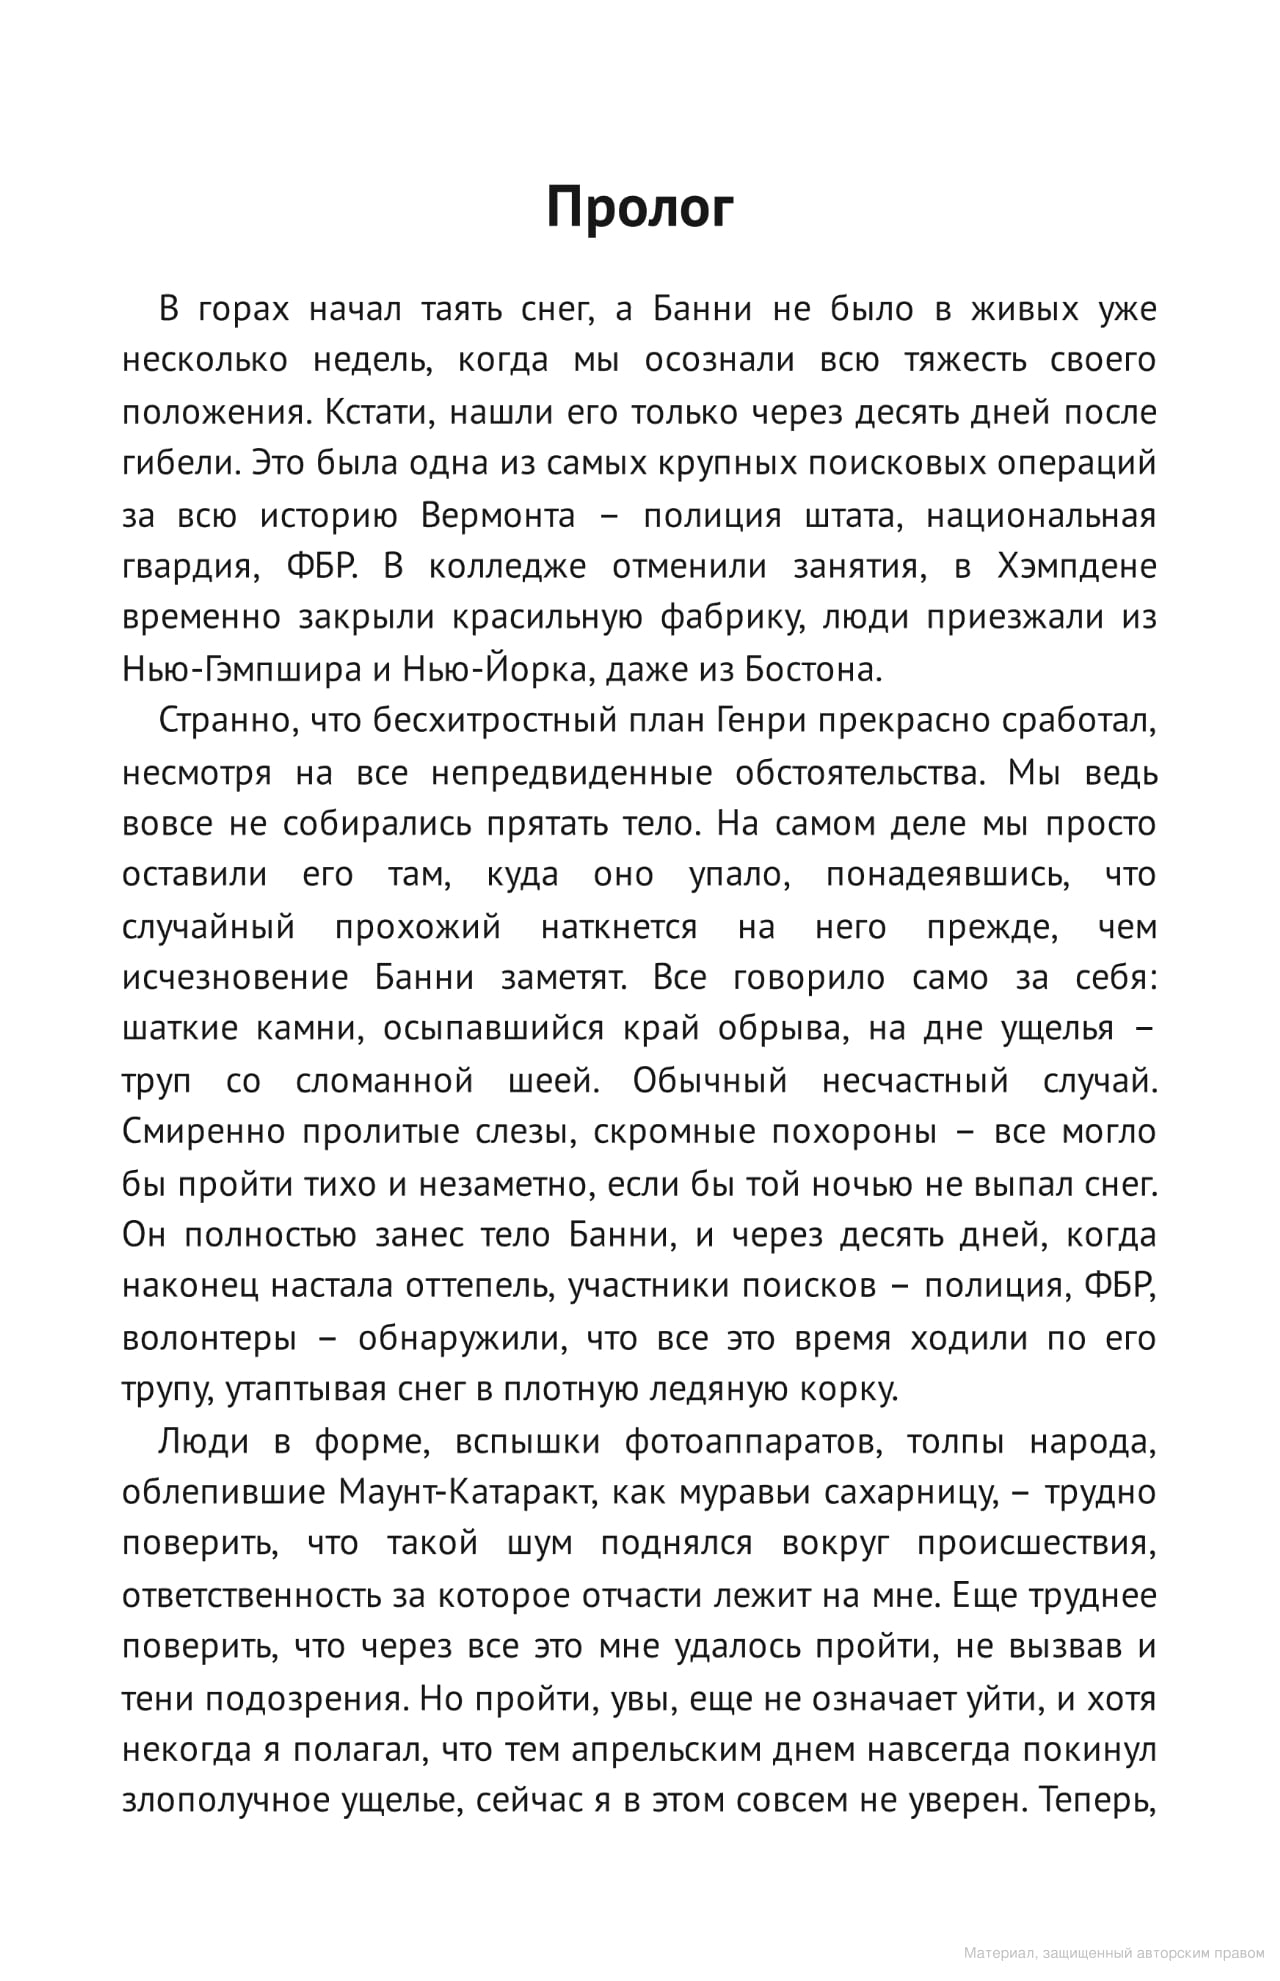 Пролог
В горах начал таять снег, а Банни не было в живых уже
несколько недель, когда мы осознали всю тяжесть своего
положения. Кстати, нашли его только через десять дней после
гибели. Это была одна из самых крупных поисковых операций
за всю историю Вермонта – полиция штата, национальная
гвардия, ФБР. В колледже отменили занятия, в Хэмпдене
временно закрыли красильную фабрику, люди приезжали из
Нью-Гэмпшира и Нью-Йорка, даже из Бостона.
Странно, что бесхитростный план Генри прекрасно сработал,
несмотря на все непредвиденные обстоятельства. Мы ведь
вовсе не собирались прятать тело. На самом деле мы просто
оставили его там, куда оно упало, понадеявшись, что
случайный прохожий наткнется на него прежде, чем
исчезновение Банни заметят. Все говорило само за себя:
шаткие камни, осыпавшийся край обрыва, на дне ущелья –
труп со сломанной шеей. Обычный несчастный случай.
Смиренно пролитые слезы, скромные похороны – все могло
бы пройти тихо и незаметно, если бы той ночью не выпал снег.
Он полностью занес тело Банни, и через десять дней, когда
наконец настала оттепель, участники поисков – полиция, ФБР,
волонтеры – обнаружили, что все это время ходили по его
трупу, утаптывая снег в плотную ледяную корку.
Люди в форме, вспышки фотоаппаратов, толпы народа,
облепившие Маунт-Катаракт, как муравьи сахарницу, – трудно
поверить, что такой шум поднялся вокруг происшествия,
ответственность за которое отчасти лежит на мне. Еще труднее
поверить, что через все это мне удалось пройти, не вызвав и
тени подозрения. Но пройти, увы, еще не означает уйти, и хотя
некогда я полагал, что тем апрельским днем навсегда покинул
злополучное ущелье, сейчас я в этом совсем не уверен. Теперь,
Материал, защищенный авторским правом